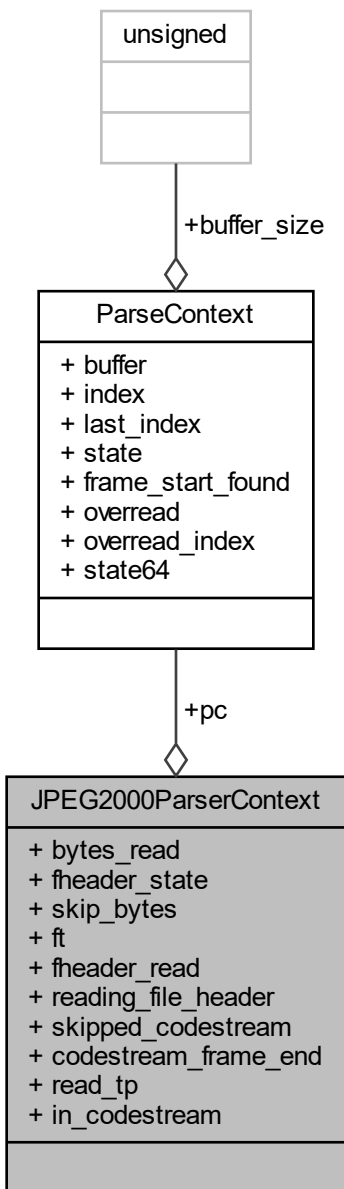 unsigned
+buffer_size
ParseContext
+ buffer
+ index
+ last_index
+ state
+ frame_start_found
+ overread
+ overread_index
+ state64
+pc
JPEG2000ParserContext
+ bytes_read
+ fheader_state
+ skip_bytes
+ ft
+ fheader_read
+ reading_file_header
+ skipped_codestream
+ codestream_frame_end
+ read_tp
+ in_codestream